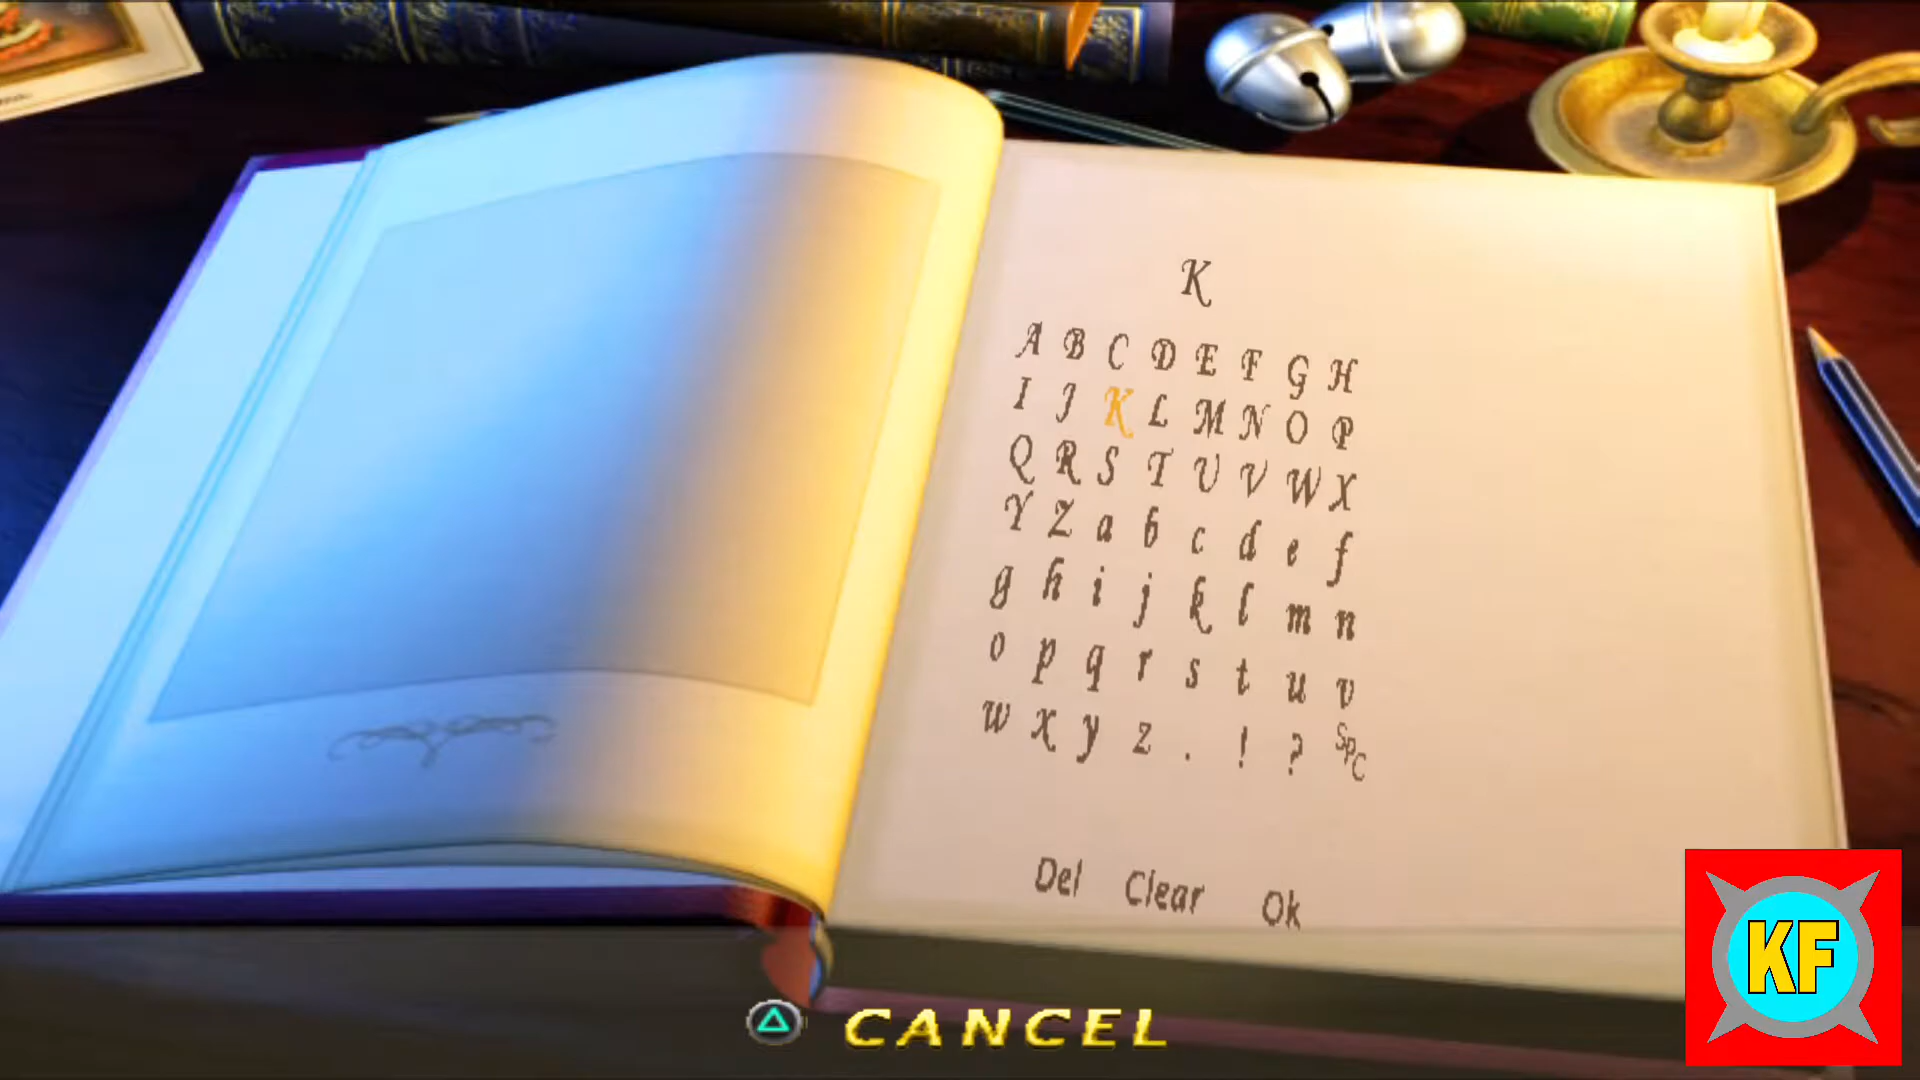 K
A B C D E F G H
I J K L M N O P
Q R S T U V W X
Y Z a b c d e f
g h i j k l m n
o p q r s t u v
w x y z . ! ? Spc
Del Clear Ok
CANCEL
KF